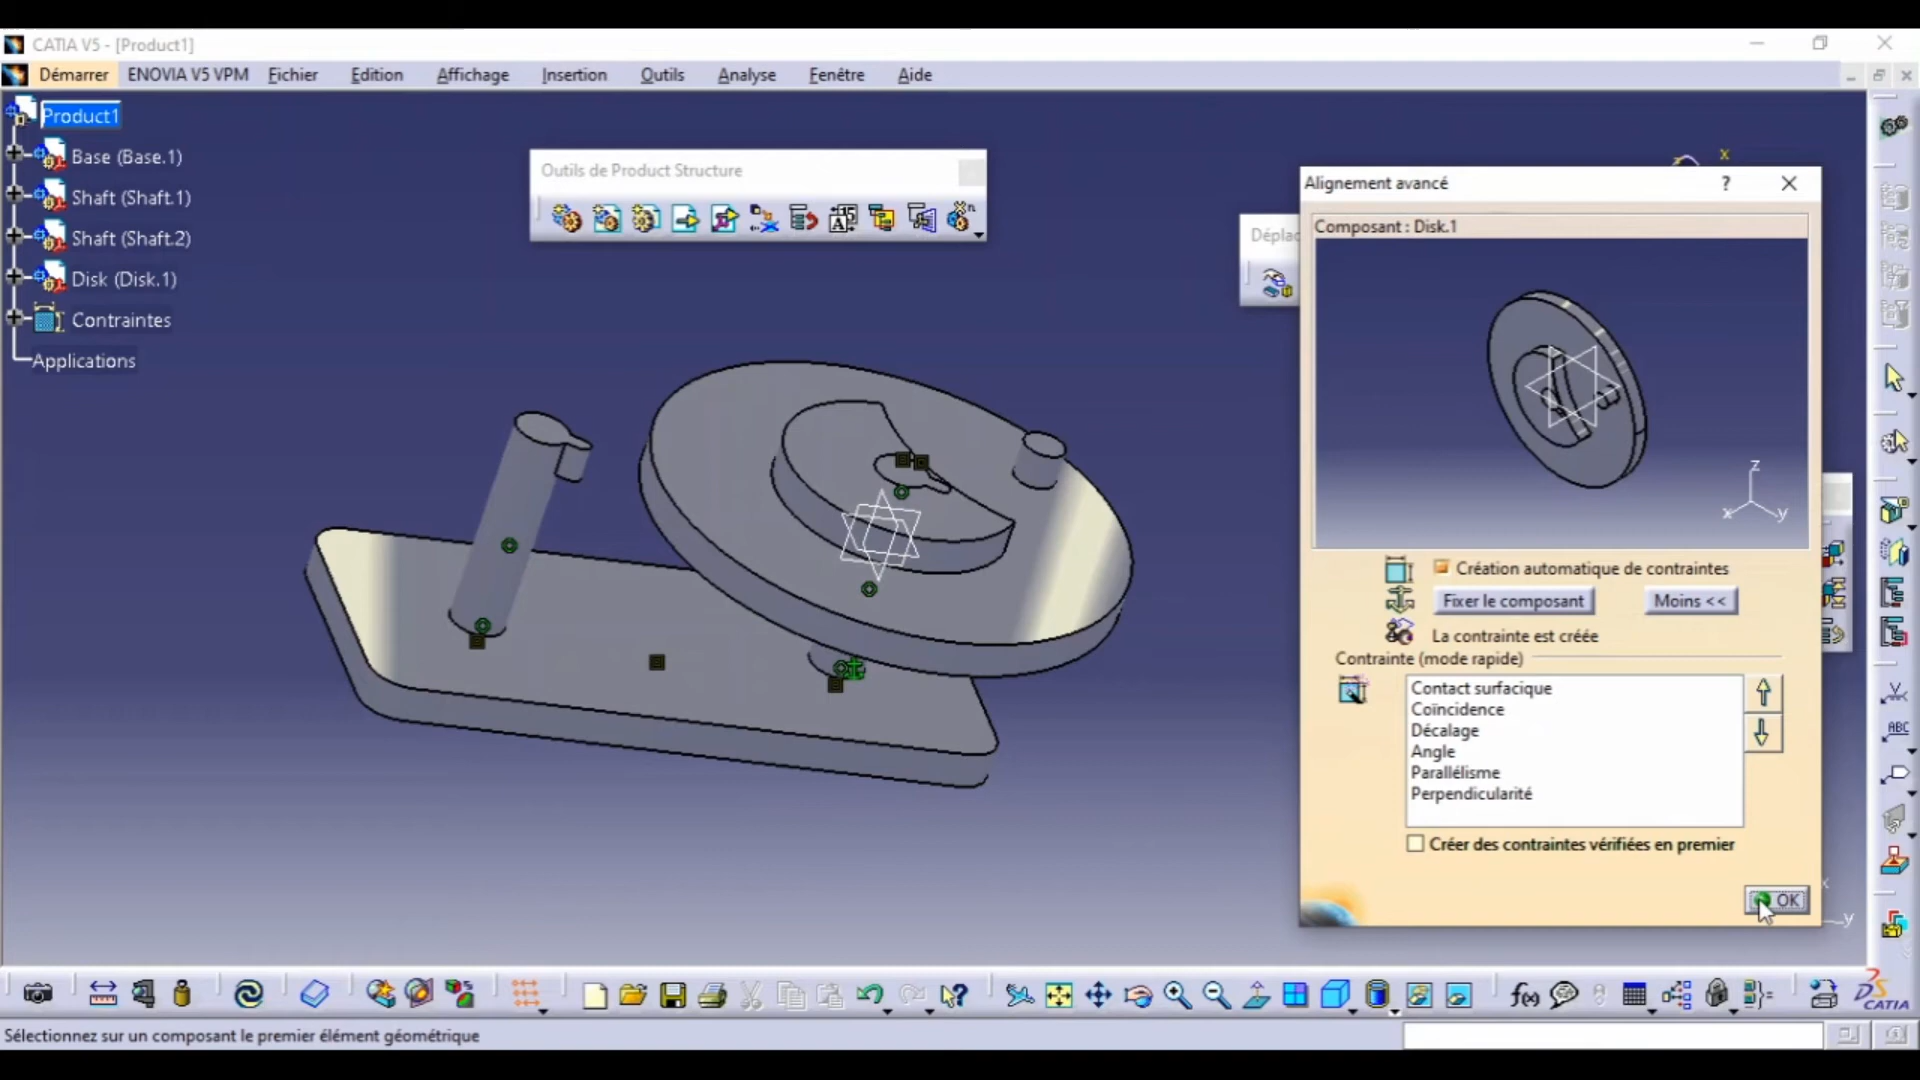 CATIA V5 - [Product1]
Démarrer ENOVIA V5 VPM Fichier Edition Affichage Insertion Outils Analyse Fenêtre Aide
Product1
Base (Base.1)
Shaft (Shaft.1)
Shaft (Shaft.2)
Disk (Disk.1)
Contraintes
Applications
Outils de Product Structure
x
Alignement avancé ?
Composant : Disk.1
z
x y
Création automatique de contraintes
Fixer le composant Moins <<
La contrainte est créée
Contrainte (mode rapide)
Contact surfacique
Coïncidence
Décalage
Angle
Parallélisme
Perpendicularité
Créer des contraintes vérifiées en premier
OK
x
y
ABC
f(x)
CATIA
Sélectionnez sur un composant le premier élément géométrique